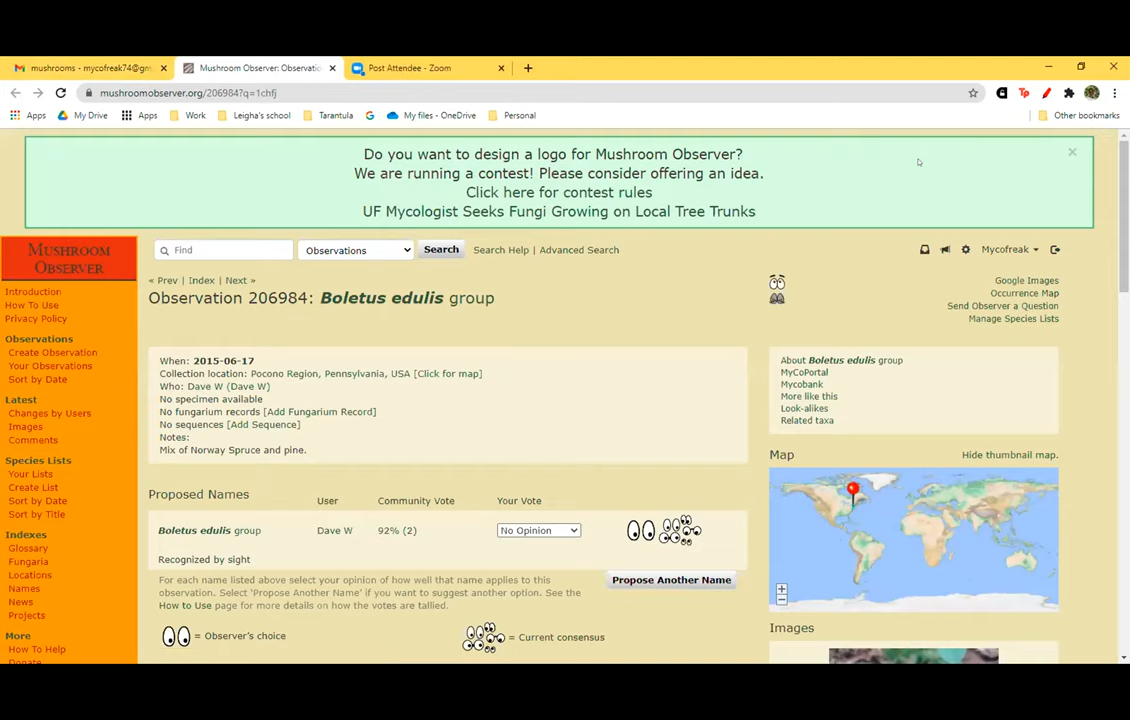 mushrooms - mycofreak74@gm
Mushroom Observer: Observatio
Post Attendee - Zoom
mushroomobserver.org/206984?q=1chfj
Apps
My Drive
Apps
Work
Leigha's school
Tarantula
My files - OneDrive
Personal
Other bookmarks
Do you want to design a logo for Mushroom Observer?
We are running a contest! Please consider offering an idea.
Click here for contest rules
UF Mycologist Seeks Fungi Growing on Local Tree Trunks
MUSHROOM
OBSERVER
Find
Observations
Search
Search Help | Advanced Search
Mycofreak
Introduction
How To Use
Privacy Policy
Observations
Create Observation
Your Observations
Sort by Date
Latest
Changes by Users
Images
Comments
Species Lists
Your Lists
Create List
Sort by Date
Sort by Title
Indexes
Glossary
Fungaria
Locations
Names
News
Projects
More
How To Help
Donate
« Prev | Index | Next »
Observation 206984: Boletus edulis group
Google Images
Occurrence Map
Send Observer a Question
Manage Species Lists
When: 2015-06-17
Collection location: Pocono Region, Pennsylvania, USA [Click for map]
Who: Dave W (Dave W)
No specimen available
No fungarium records [Add Fungarium Record]
No sequences [Add Sequence]
Notes:
Mix of Norway Spruce and pine.
About Boletus edulis group
MyCoPortal
Mycobank
More like this
Look-alikes
Related taxa
Map
Hide thumbnail map.
Proposed Names
User
Community Vote
Your Vote
Boletus edulis group
Dave W
92% (2)
No Opinion
Recognized by sight
For each name listed above select your opinion of how well that name applies to this
observation. Select 'Propose Another Name' if you want to suggest another option. See the
How to Use page for more details on how the votes are tallied.
Propose Another Name
= Observer's choice
= Current consensus
Images